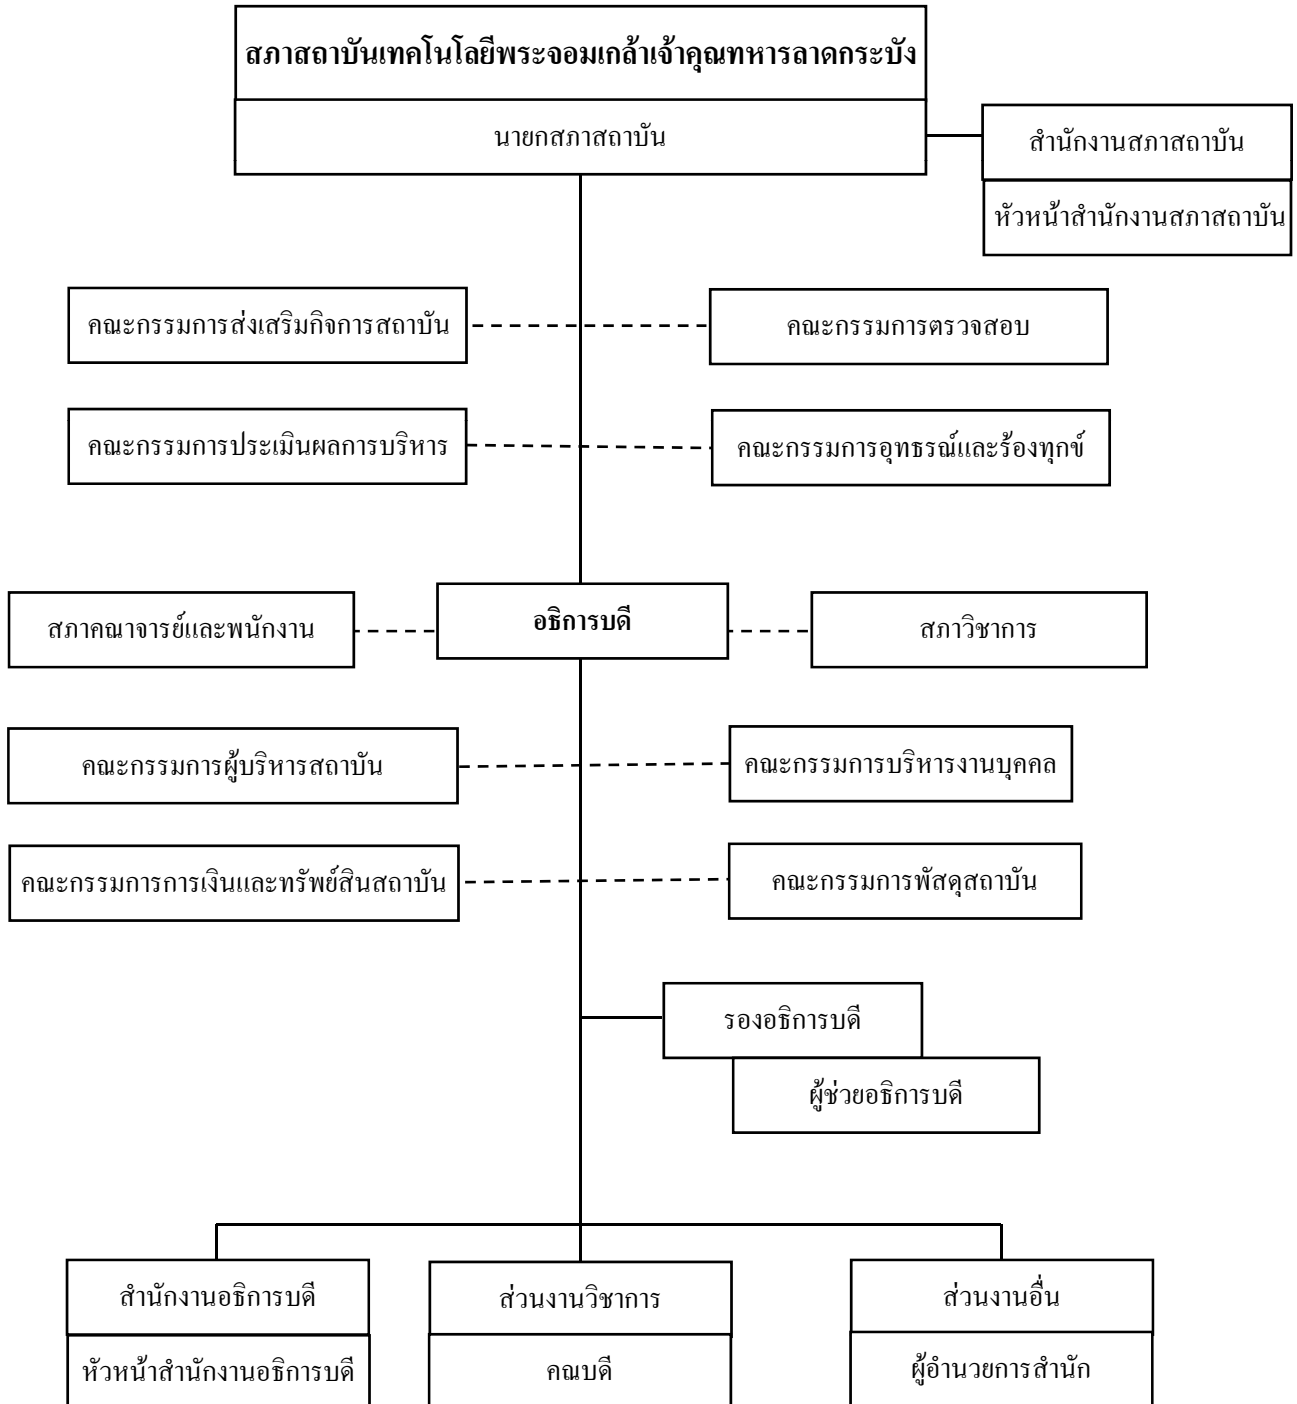 สภาสถาบันเทคโนโลยีพระจอมเกล้าเจ้าคุณทหารลาดกระบัง
นายกสภาสถาบัน
สำนักงานสภาสถาบัน
หัวหน้าสำนักงานสภาสถาบัน
คณะกรรมการส่งเสริมกิจการสถาบัน
คณะกรรมการตรวจสอบ
คณะกรรมการประเมินผลการบริหาร
คณะกรรมการอุทธรณ์และร้องทุกข์
สภาคณาจารย์และพนักงาน
อธิการบดี
สภาวิชาการ
คณะกรรมการผู้บริหารสถาบัน
คณะกรรมการบริหารงานบุคคล
คณะกรรมการการเงินและทรัพย์สินสถาบัน
คณะกรรมการพัสดุสถาบัน
รองอธิการบดี
ผู้ช่วยอธิการบดี
สำนักงานอธิการบดี
ส่วนงานวิชาการ
ส่วนงานอื่น
หัวหน้าสำนักงานอธิการบดี
คณบดี
ผู้อำนวยการสำนัก